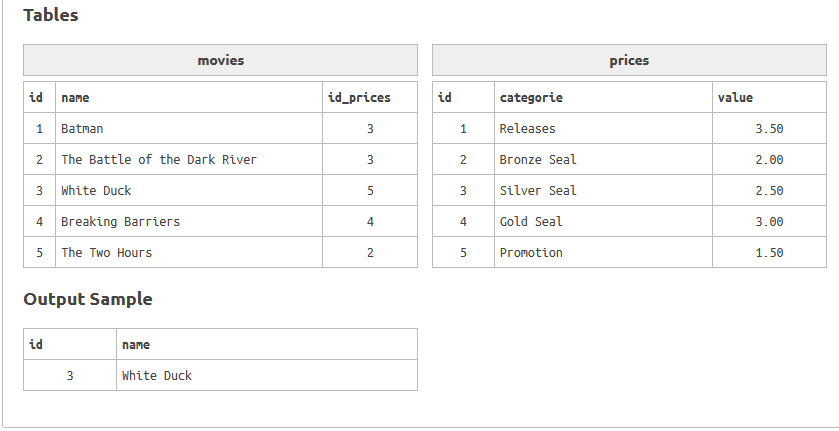 Tables
movies
id name id_prices
1 Batman 3
2 The Battle of the Dark River 3
3 White Duck 5
4 Breaking Barriers 4
5 The Two Hours 2
prices
id categorie value
1 Releases 3.50
2 Bronze Seal 2.00
3 Silver Seal 2.50
4 Gold Seal 3.00
5 Promotion 1.50
Output Sample
id name
3 White Duck